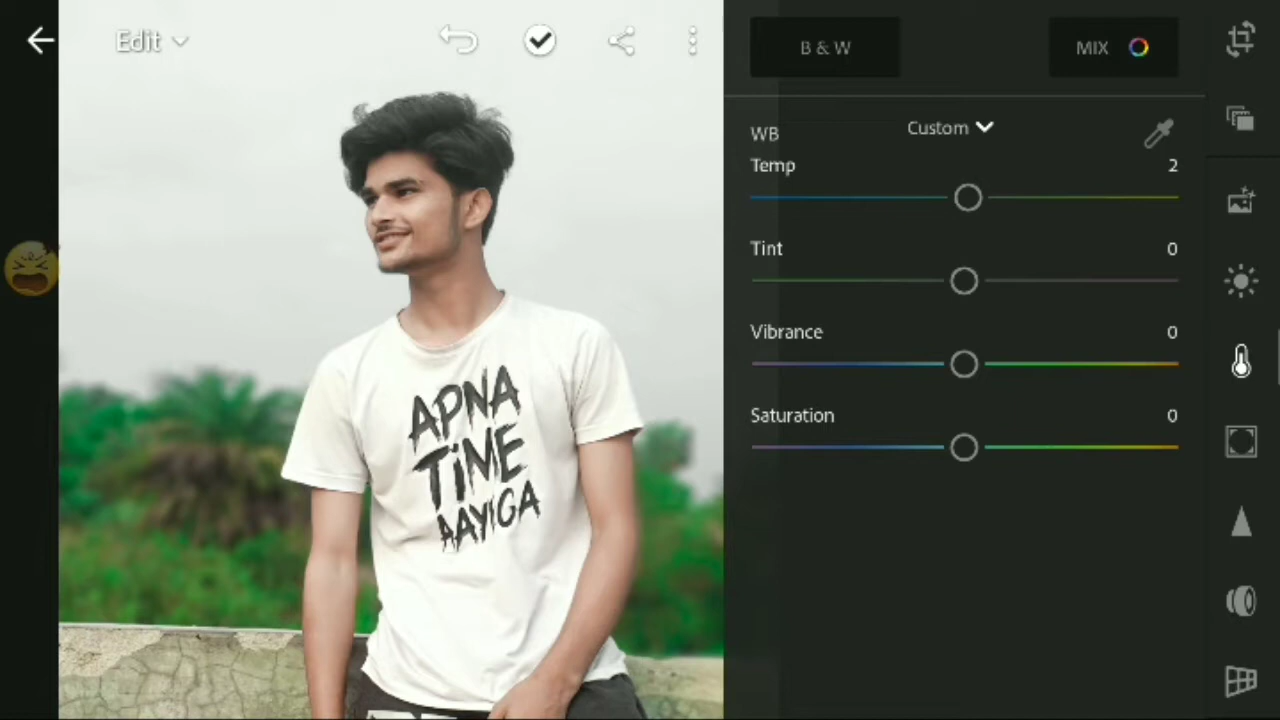 Edit
B & W
MIX
WB
Custom
Temp 2
Tint 0
Vibrance 0
Saturation 0
APNA
TiME
AAYEGA